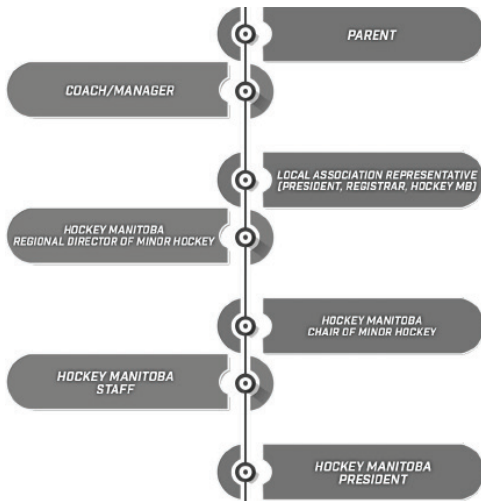 PARENT
COACH/MANAGER
LOCAL ASSOCIATION REPRESENTATIVE
(PRESIDENT, REGISTRAR, HOCKEY MB)
HOCKEY MANITOBA
REGIONAL DIRECTOR OF MINOR HOCKEY
HOCKEY MANITOBA
CHAIR OF MINOR HOCKEY
HOCKEY MANITOBA
STAFF
HOCKEY MANITOBA
PRESIDENT